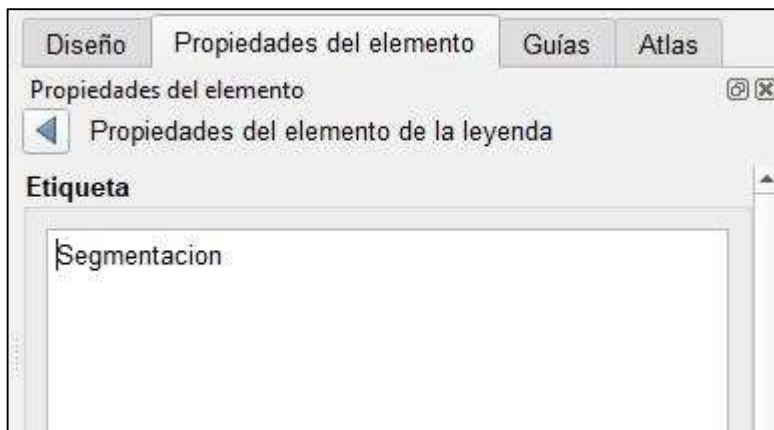 Diseño Propiedades del elemento Guías Atlas
Propiedades del elemento
Propiedades del elemento de la leyenda
Etiqueta
Segmentacion